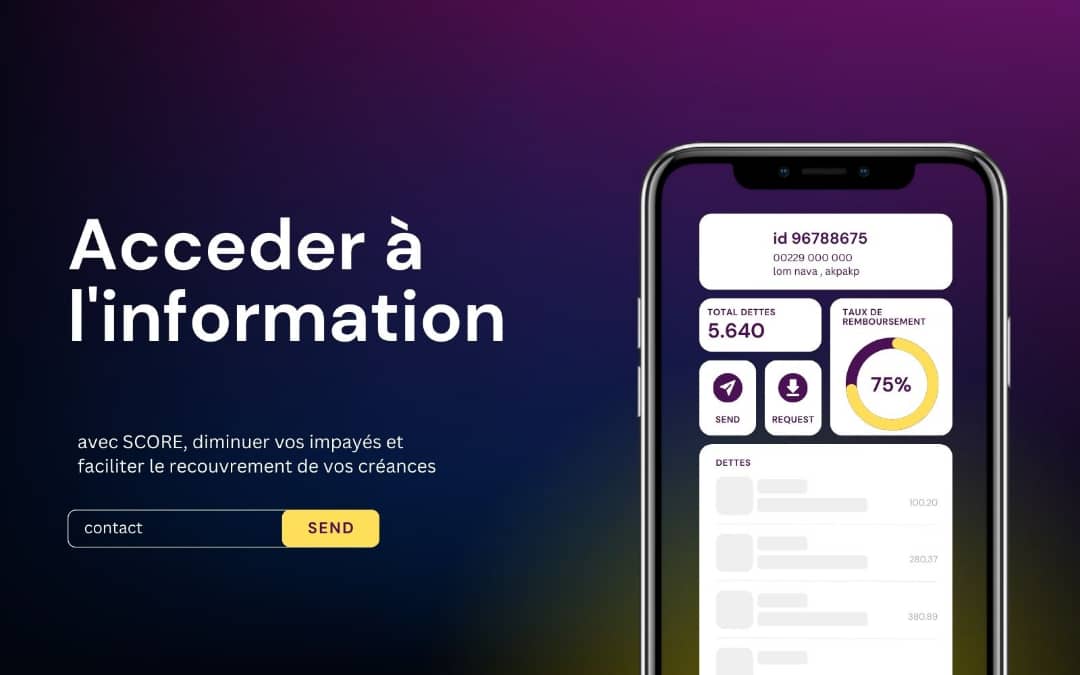 Acceder à
l'information
avec SCORE, diminuer vos impayés et
faciliter le recouvrement de vos créances
contact
SEND
id 96788675
00229 000 000
lom nava , akpakp
TOTAL DETTES
5.640
TAUX DE
REMBOURSEMENT
75%
SEND
REQUEST
DETTES
100.20
280.37
380.89